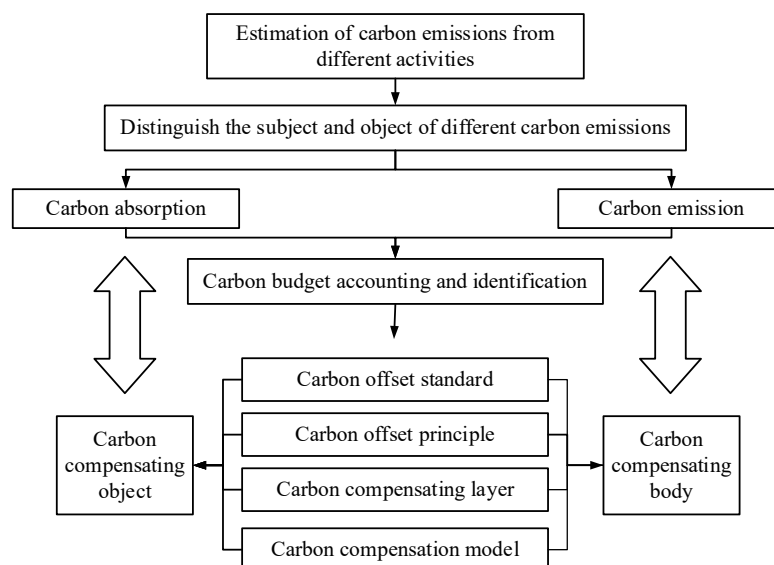 Estimation of carbon emissions from
different activities
Distinguish the subject and object of different carbon emissions
Carbon absorption
Carbon emission
Carbon budget accounting and identification
Carbon offset standard
Carbon offset principle
Carbon compensating layer
Carbon compensation model
Carbon
compensating
object
Carbon
compensating
body